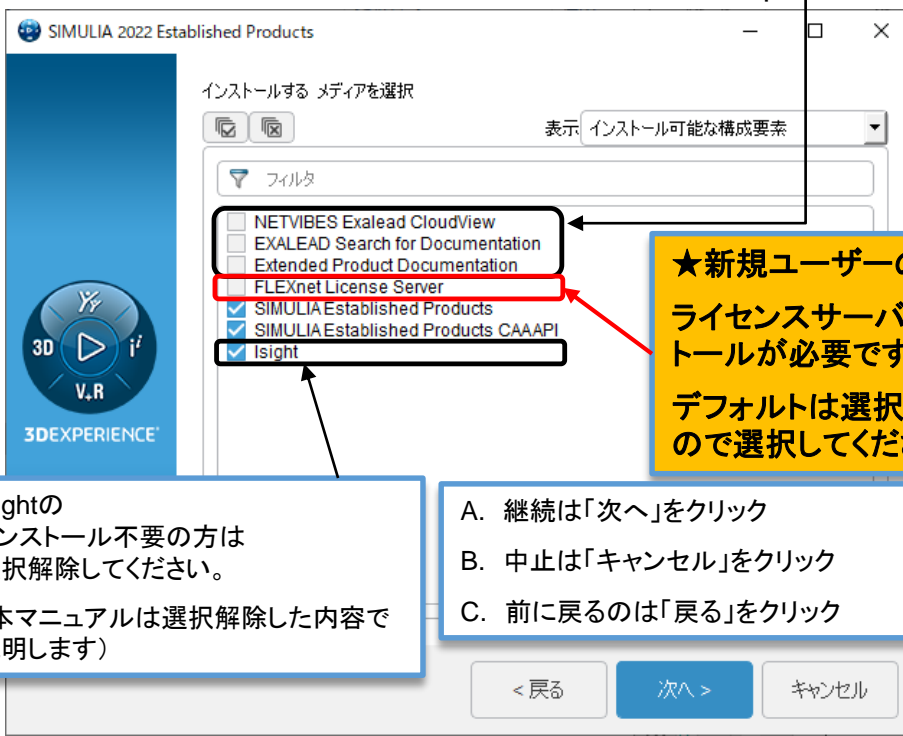 SIMULIA 2022 Established Products
インストールする メディアを選択
表示 インストール可能な構成要素
フィルタ
NETVIBES Exalead CloudView
EXALEAD Search for Documentation
Extended Product Documentation
FLEXnet License Server
SIMULIA Established Products
SIMULIA Established Products CAAAPI
Isight
★新規ユーザーの
ライセンスサーバ
トールが必要です
デフォルトは選択
ので選択してくだ
3D
V+R
3DEXPERIENCE
ightの
ンストール不要の方は
択解除してください。
本マニュアルは選択解除した内容で
明します）
A. 継続は「次へ」をクリック
B. 中止は「キャンセル」をクリック
C. 前に戻るのは「戻る」をクリック
< 戻る
次へ >
キャンセル